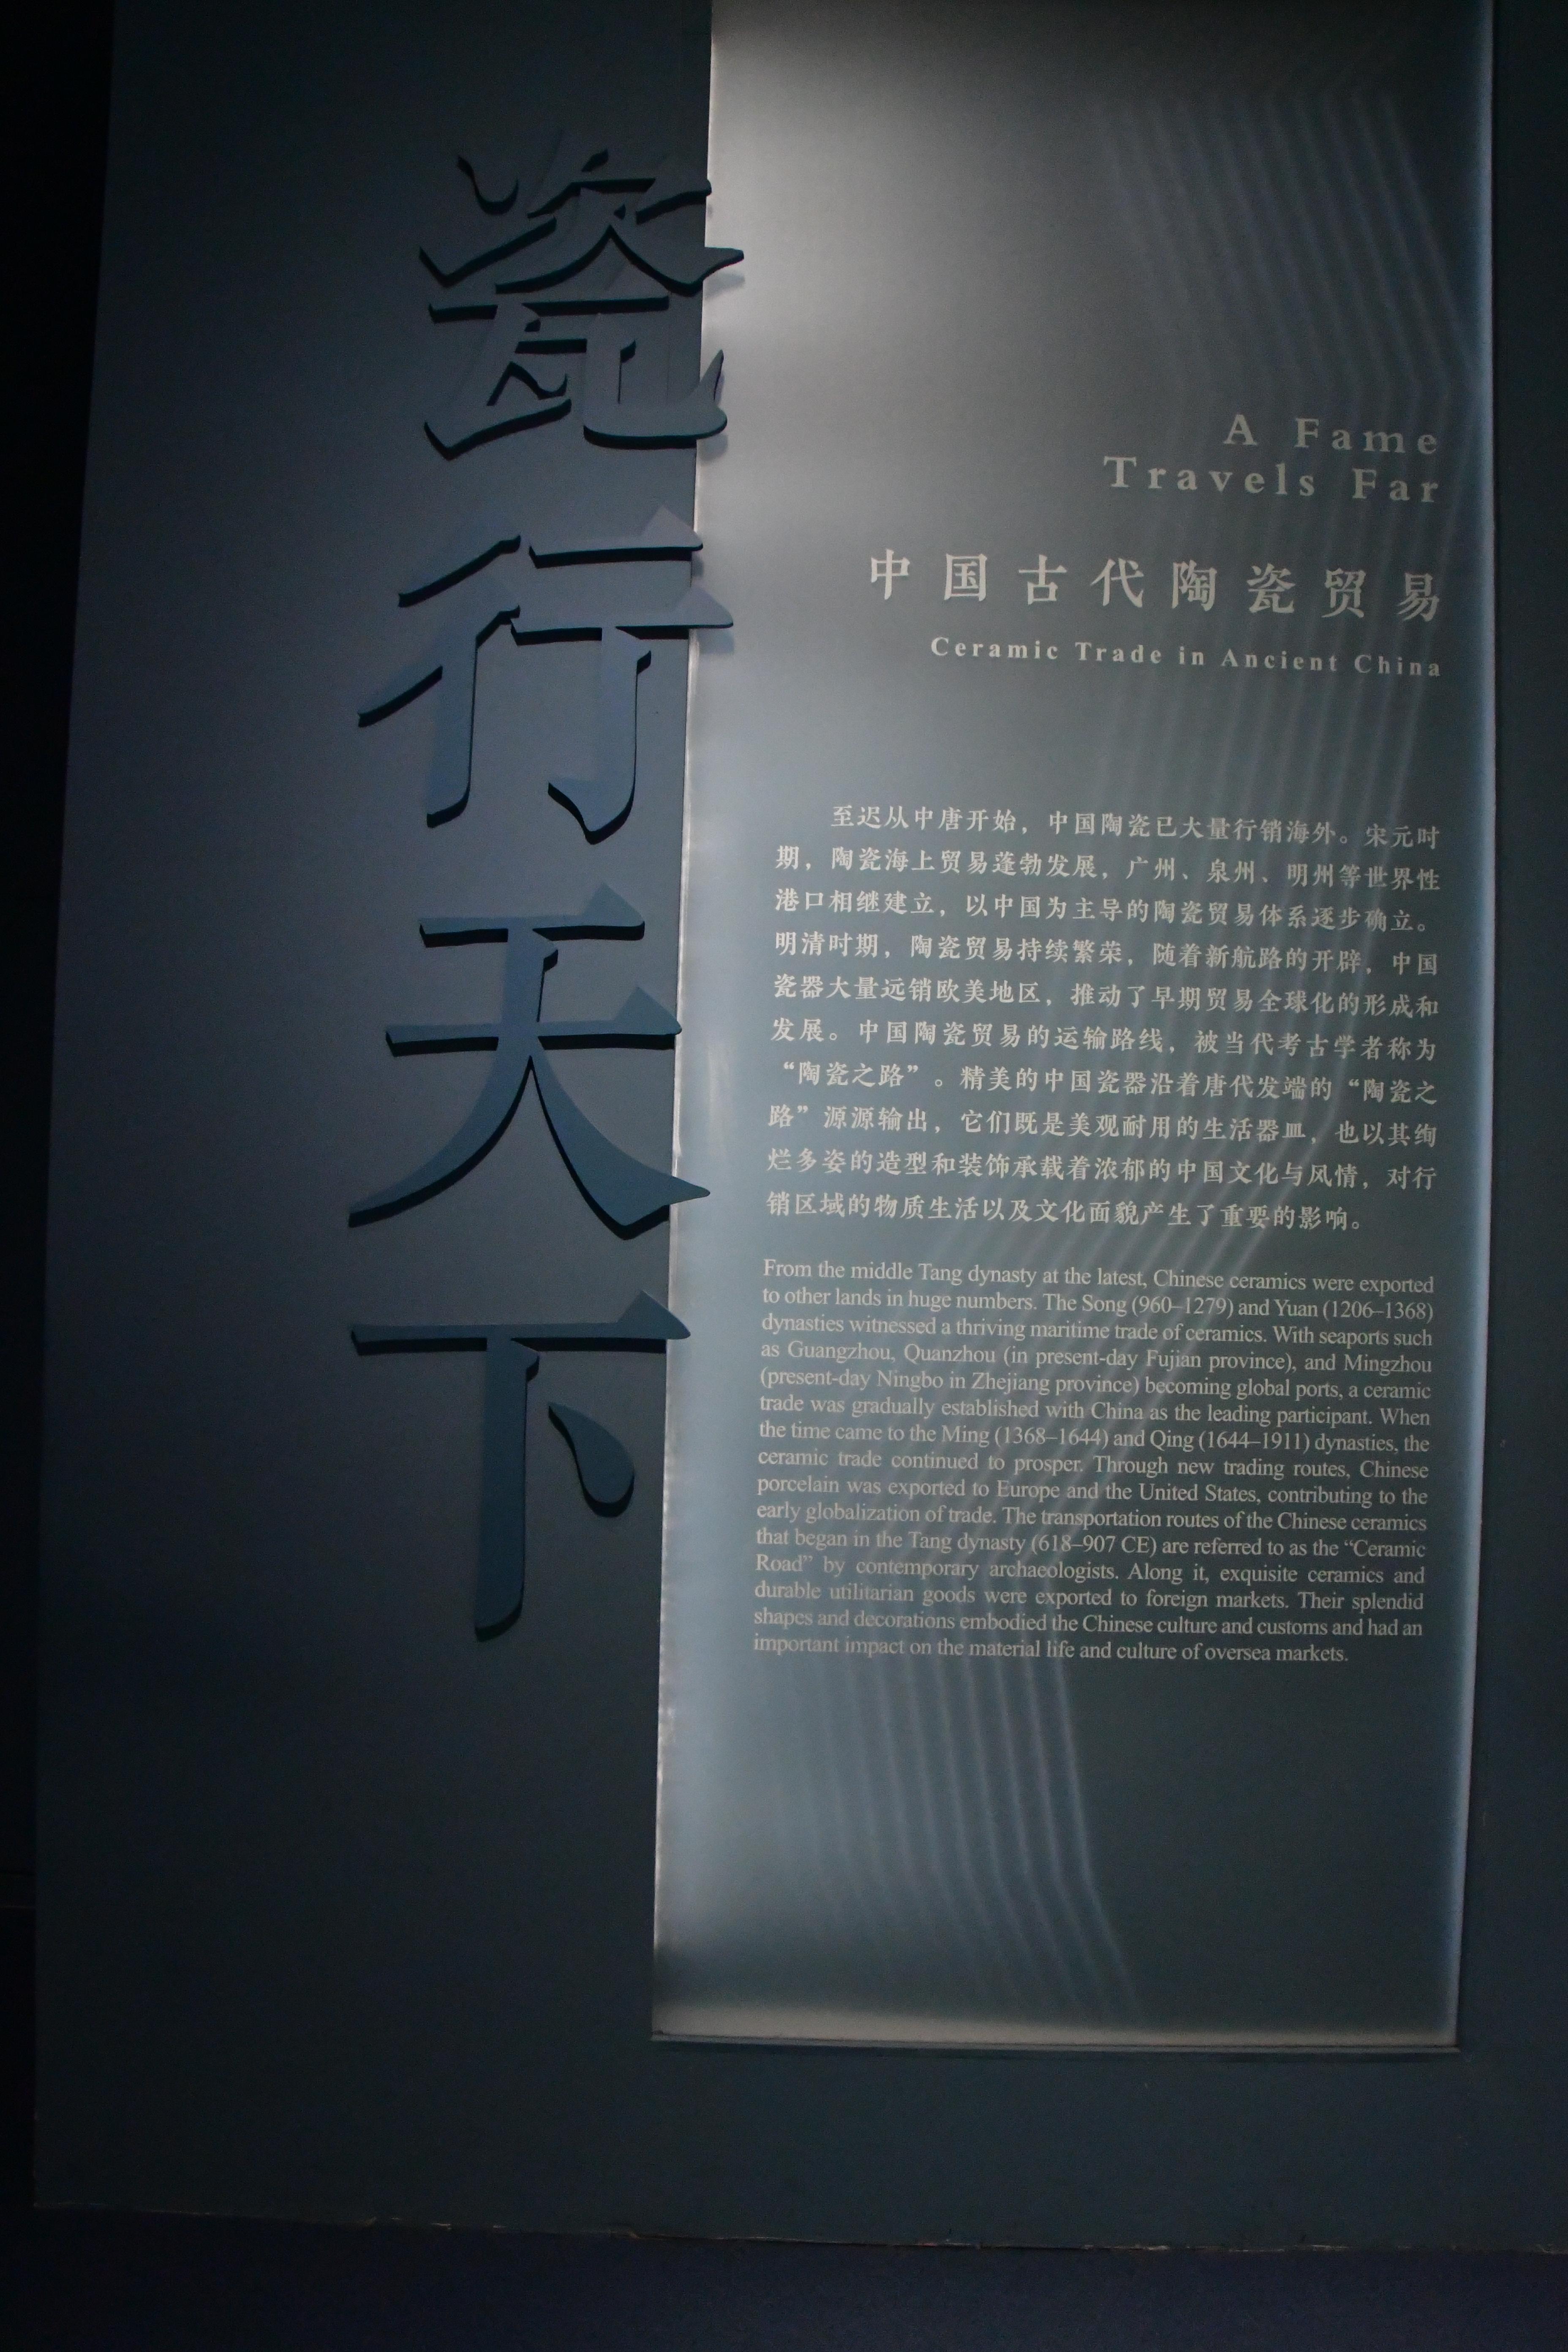 瓷行天下
A Fame
Travels Far
中国古代陶瓷贸易
Ceramic Trade in Ancient China
至迟从中唐开始，中国陶瓷已大量行销海外。宋元时
期，陶瓷海上贸易蓬勃发展，广州、泉州、明州等世界性
港口相继建立，以中国为主导的陶瓷贸易体系逐步确立。
明清时期，陶瓷贸易持续繁荣，随着新航路的开辟，中国
瓷器大量远销欧美地区，推动了早期贸易全球化的形成和
发展。中国陶瓷贸易的运输路线，被当代考古学者称为
“陶瓷之路”。精美的中国瓷器沿着唐代发端的“陶瓷之
路”源源输出，它们既是美观耐用的生活器皿，也以其绚
烂多姿的造型和装饰承载着浓郁的中国文化与风情，对行
销区域的物质生活以及文化面貌产生了重要的影响。
From the middle Tang dynasty at the latest, Chinese ceramics were exported
to other lands in huge numbers. The Song (960–1279) and Yuan (1206–1368)
dynasties witnessed a thriving maritime trade of ceramics. With seaports such
as Guangzhou, Quanzhou (in present-day Fujian province), and Mingzhou
(present-day Ningbo in Zhejiang province) becoming global ports, a ceramic
trade was gradually established with China as the leading participant. When
the time came to the Ming (1368–1644) and Qing (1644–1911) dynasties, the
ceramic trade continued to prosper. Through new trading routes, Chinese
porcelain was exported to Europe and the United States, contributing to the
early globalization of trade. The transportation routes of the Chinese ceramics
that began in the Tang dynasty (618–907 CE) are referred to as the “Ceramic
Road” by contemporary archaeologists. Along it, exquisite ceramics and
durable utilitarian goods were exported to foreign markets. Their splendid
shapes and decorations embodied the Chinese culture and customs and had an
important impact on the material life and culture of oversea markets.